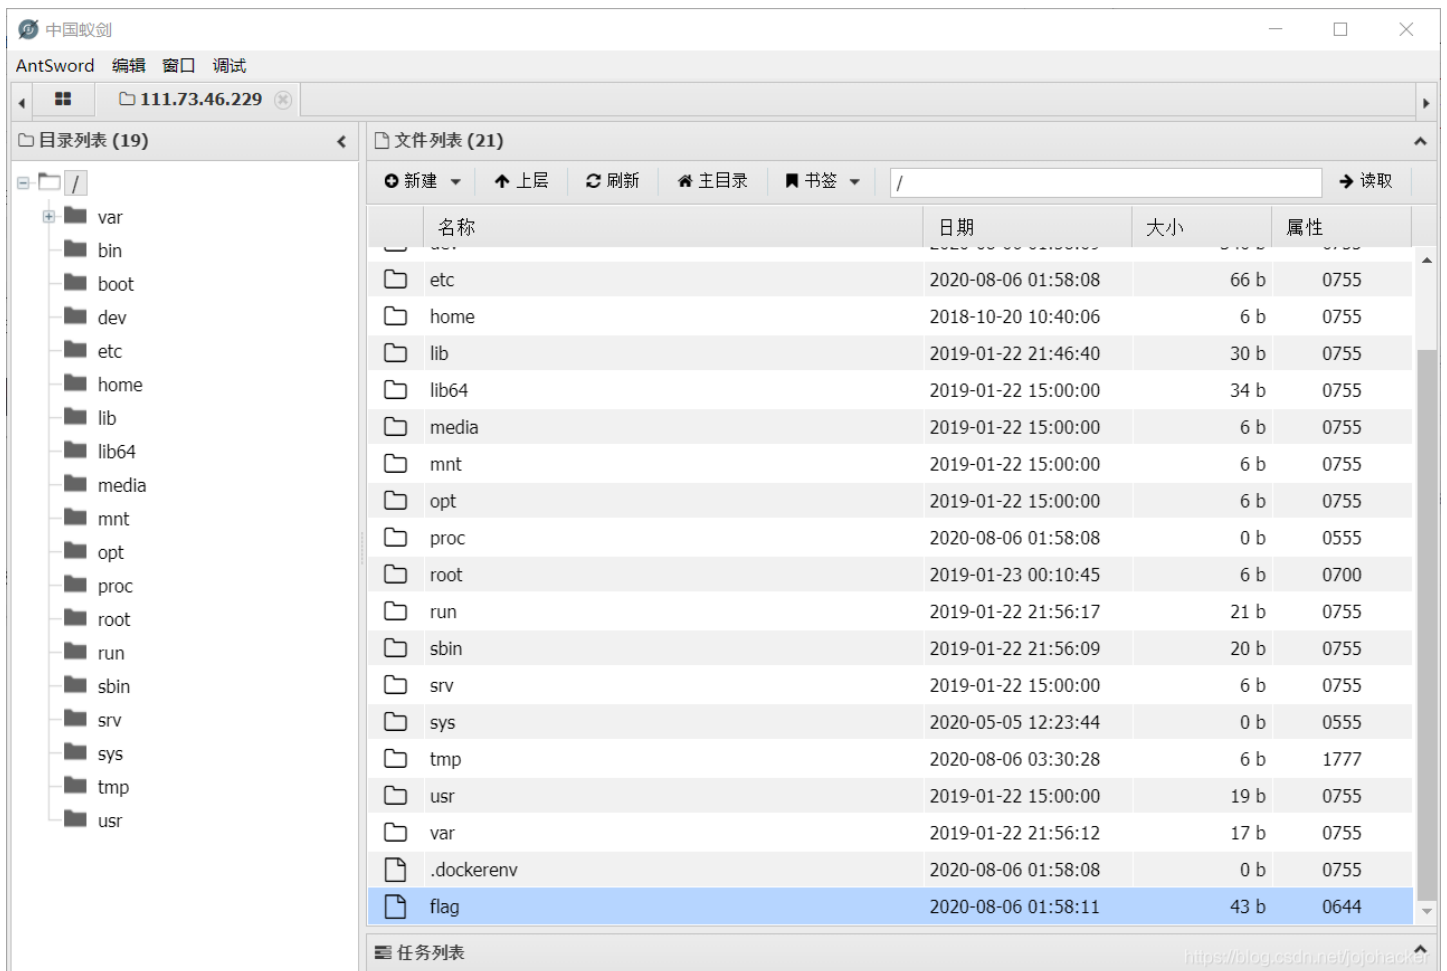 中国蚁剑
AntSword 编辑 窗口 调试
111.73.46.229
目录列表 (19)
/
var
bin
boot
dev
etc
home
lib
lib64
media
mnt
opt
proc
root
run
sbin
srv
sys
tmp
usr
文件列表 (21)
新建 上层 刷新 主目录 书签 / 读取
名称 日期 大小 属性
etc 2020-08-06 01:58:08 66 b 0755
home 2018-10-20 10:40:06 6 b 0755
lib 2019-01-22 21:46:40 30 b 0755
lib64 2019-01-22 15:00:00 34 b 0755
media 2019-01-22 15:00:00 6 b 0755
mnt 2019-01-22 15:00:00 6 b 0755
opt 2019-01-22 15:00:00 6 b 0755
proc 2020-08-06 01:58:08 0 b 0555
root 2019-01-23 00:10:45 6 b 0700
run 2019-01-22 21:56:17 21 b 0755
sbin 2019-01-22 21:56:09 20 b 0755
srv 2019-01-22 15:00:00 6 b 0755
sys 2020-05-05 12:23:44 0 b 0555
tmp 2020-08-06 03:30:28 6 b 1777
usr 2019-01-22 15:00:00 19 b 0755
var 2019-01-22 21:56:12 17 b 0755
.dockerenv 2020-08-06 01:58:08 0 b 0755
flag 2020-08-06 01:58:11 43 b 0644
任务列表
https://blog.csdn.net/jojohacker